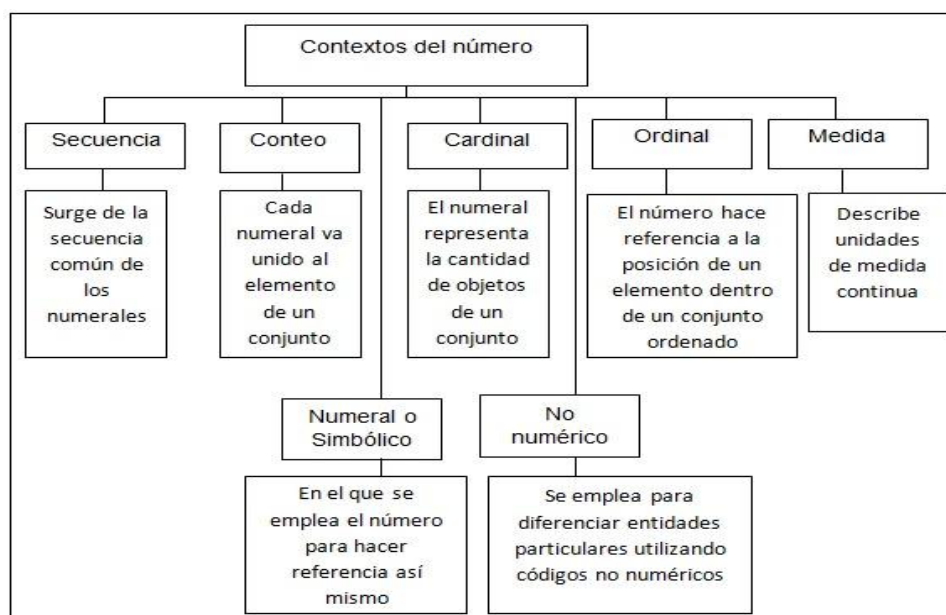 Contextos del número
Secuencia
Surge de la
secuencia
común de
los
numerales
Conteo
Cada
numeral va
unido al
elemento
de un
conjunto
Cardinal
El numeral
representa
la cantidad
de objetos
de un
conjunto
Ordinal
El número hace
referencia a la
posición de un
elemento dentro
de un conjunto
ordenado
Medida
Describe
unidades
de medida
continua
Numeral o
Simbólico
En el que se
emplea el número
para hacer
referencia así
mismo
No
numérico
Se emplea para
diferenciar entidades
particulares utilizando
códigos no numéricos